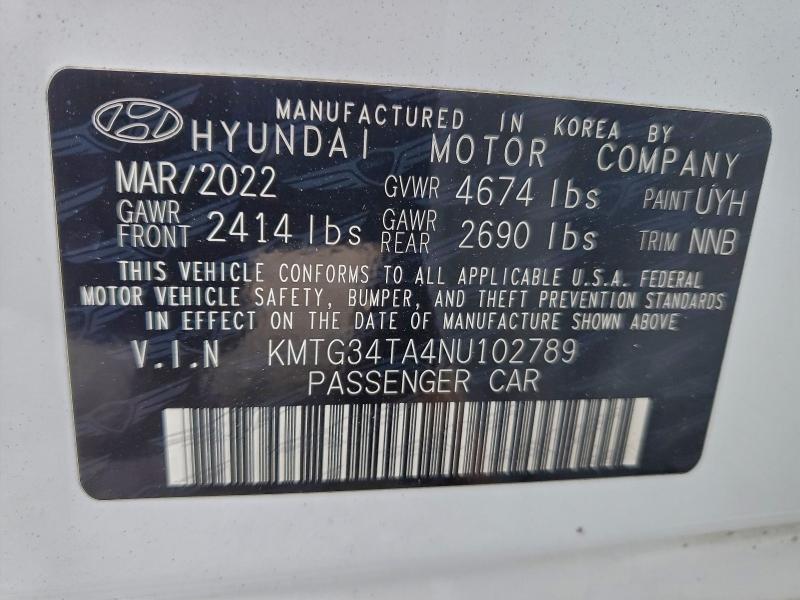 MANUFACTURED IN KOREA BY
HYUNDAI MOTOR COMPANY
MAR/2022 GVWR 4674 lbs PAINT UYH
GAWR FRONT 2414 lbs GAWR REAR 2690 lbs TRIM NNB
THIS VEHICLE CONFORMS TO ALL APPLICABLE U.S.A. FEDERAL
MOTOR VEHICLE SAFETY, BUMPER, AND THEFT PREVENTION STANDARDS
IN EFFECT ON THE DATE OF MANUFACTURE SHOWN ABOVE
V.I.N KMTG34TA4NU102789
PASSENGER CAR